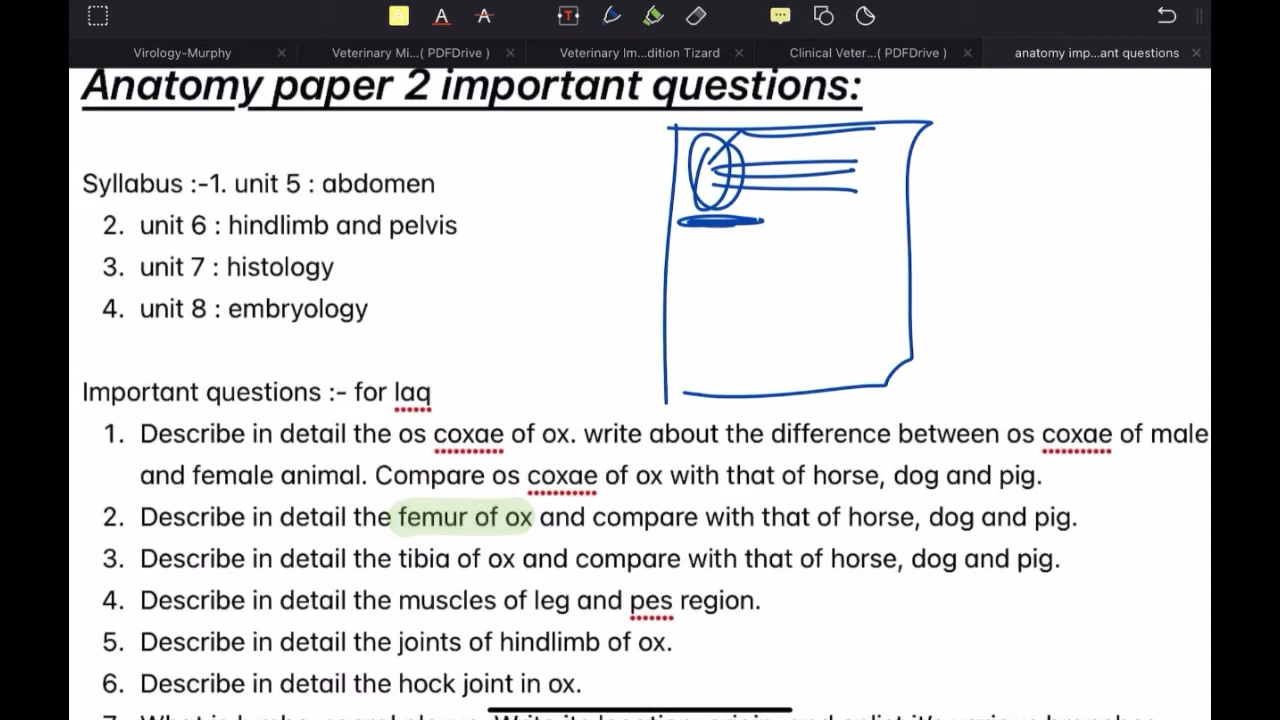 A A A T
Virology-Murphy × Veterinary Mi...( PDFDrive ) × Veterinary Im...dition Tizard × Clinical Veter...( PDFDrive ) × anatomy imp...ant questions ×
Anatomy paper 2 important questions:
Syllabus :-1. unit 5 : abdomen
2. unit 6 : hindlimb and pelvis
3. unit 7 : histology
4. unit 8 : embryology
Important questions :- for laq
1. Describe in detail the os coxae of ox. write about the difference between os coxae of male
and female animal. Compare os coxae of ox with that of horse, dog and pig.
2. Describe in detail the femur of ox and compare with that of horse, dog and pig.
3. Describe in detail the tibia of ox and compare with that of horse, dog and pig.
4. Describe in detail the muscles of leg and pes region.
5. Describe in detail the joints of hindlimb of ox.
6. Describe in detail the hock joint in ox.